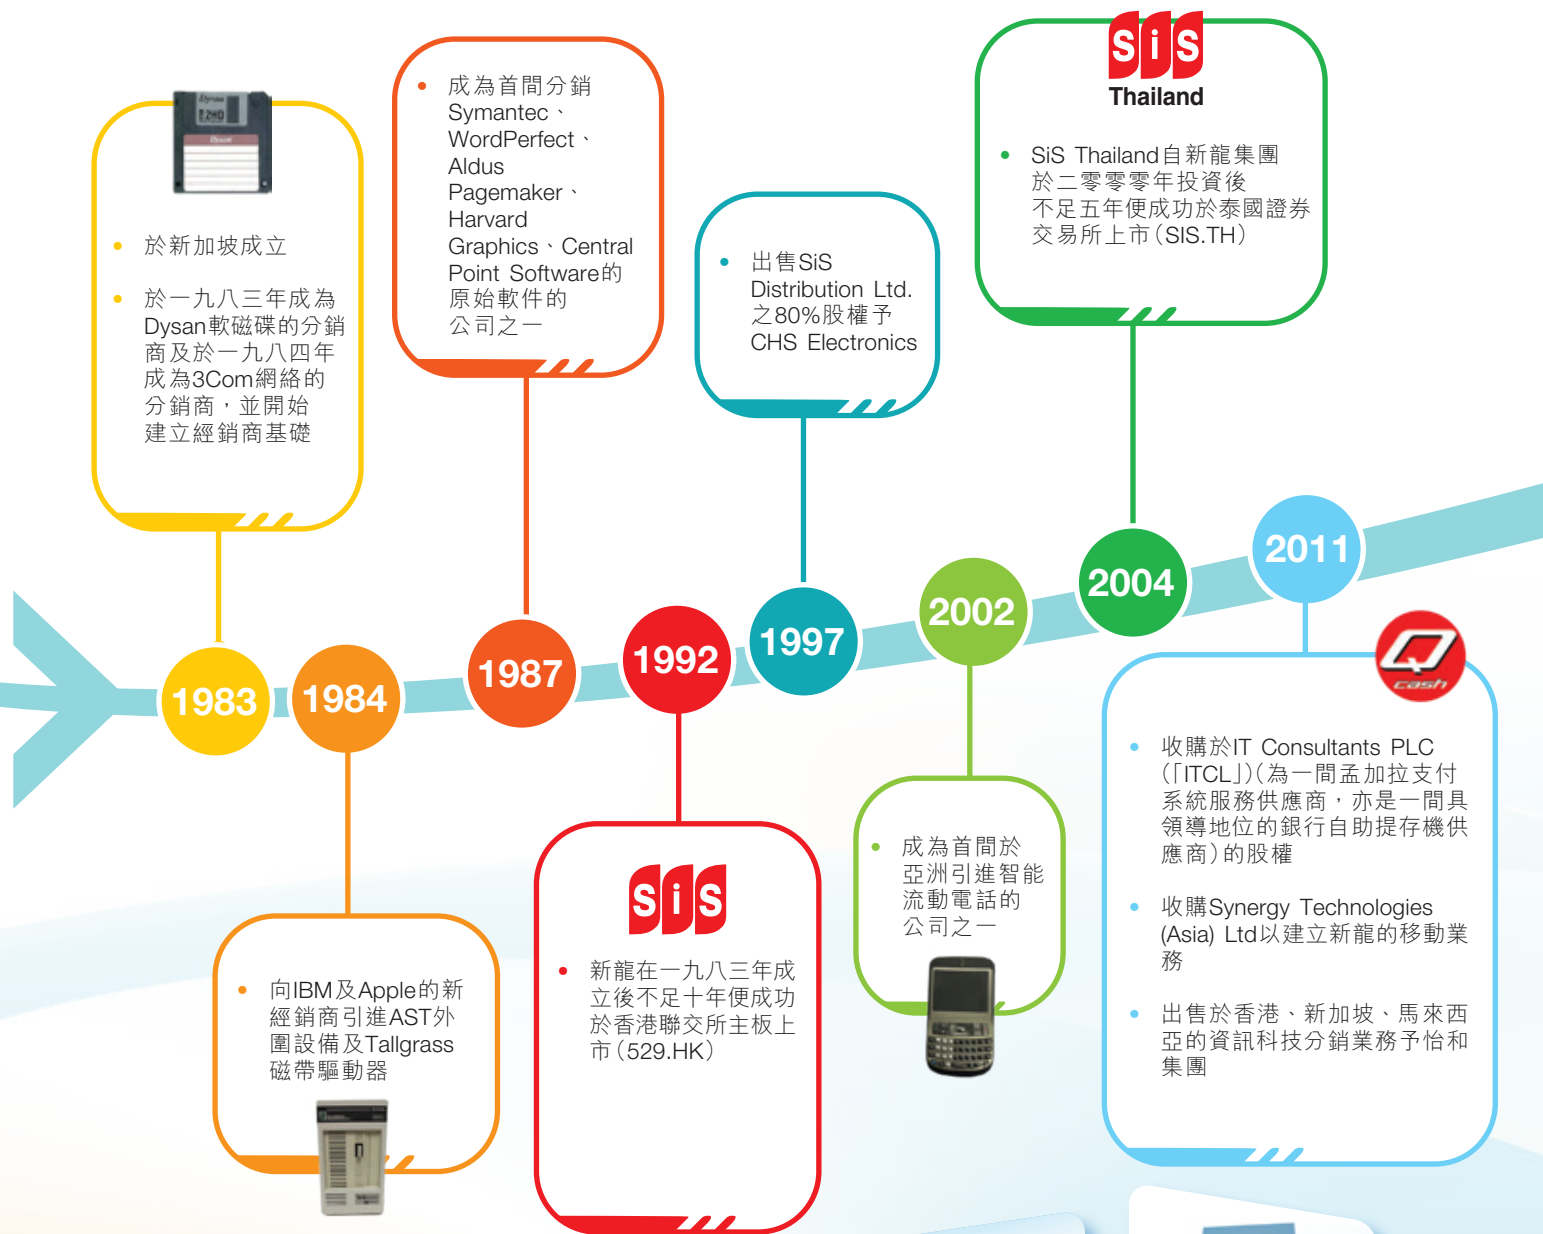 Dysan
2HD
Dysan
於新加坡成立
於一九八三年成為
Dysan軟磁碟的分銷
商及於一九八四年
成為3Com網絡的
分銷商，並開始
建立經銷商基礎
1983
1984
向IBM及Apple的新
經銷商引進AST外
圍設備及Tallgrass
磁帶驅動器
成為首間分銷
Symantec、
WordPerfect、
Aldus
Pagemaker、
Harvard
Graphics、Central
Point Software的
原始軟件的
公司之一
1987
1992
SiS
新龍在一九八三年成
立後不足十年便成功
於香港聯交所主板上
市（529.HK）
出售SiS
Distribution Ltd.
之80%股權予
CHS Electronics
1997
2002
成為首間於
亞洲引進智能
流動電話的
公司之一
SiS
Thailand
SiS Thailand自新龍集團
於二零零零年投資後
不足五年便成功於泰國證券
交易所上市（SIS.TH）
2004
2011
Q
cash
收購於IT Consultants PLC
（「ITCL」）（為一間孟加拉支付
系統服務供應商，亦是一間具
領導地位的銀行自助提存機供
應商）的股權
收購Synergy Technologies
(Asia) Ltd以建立新龍的移動業
務
出售於香港、新加坡、馬來西
亞的資訊科技分銷業務予怡和
集團